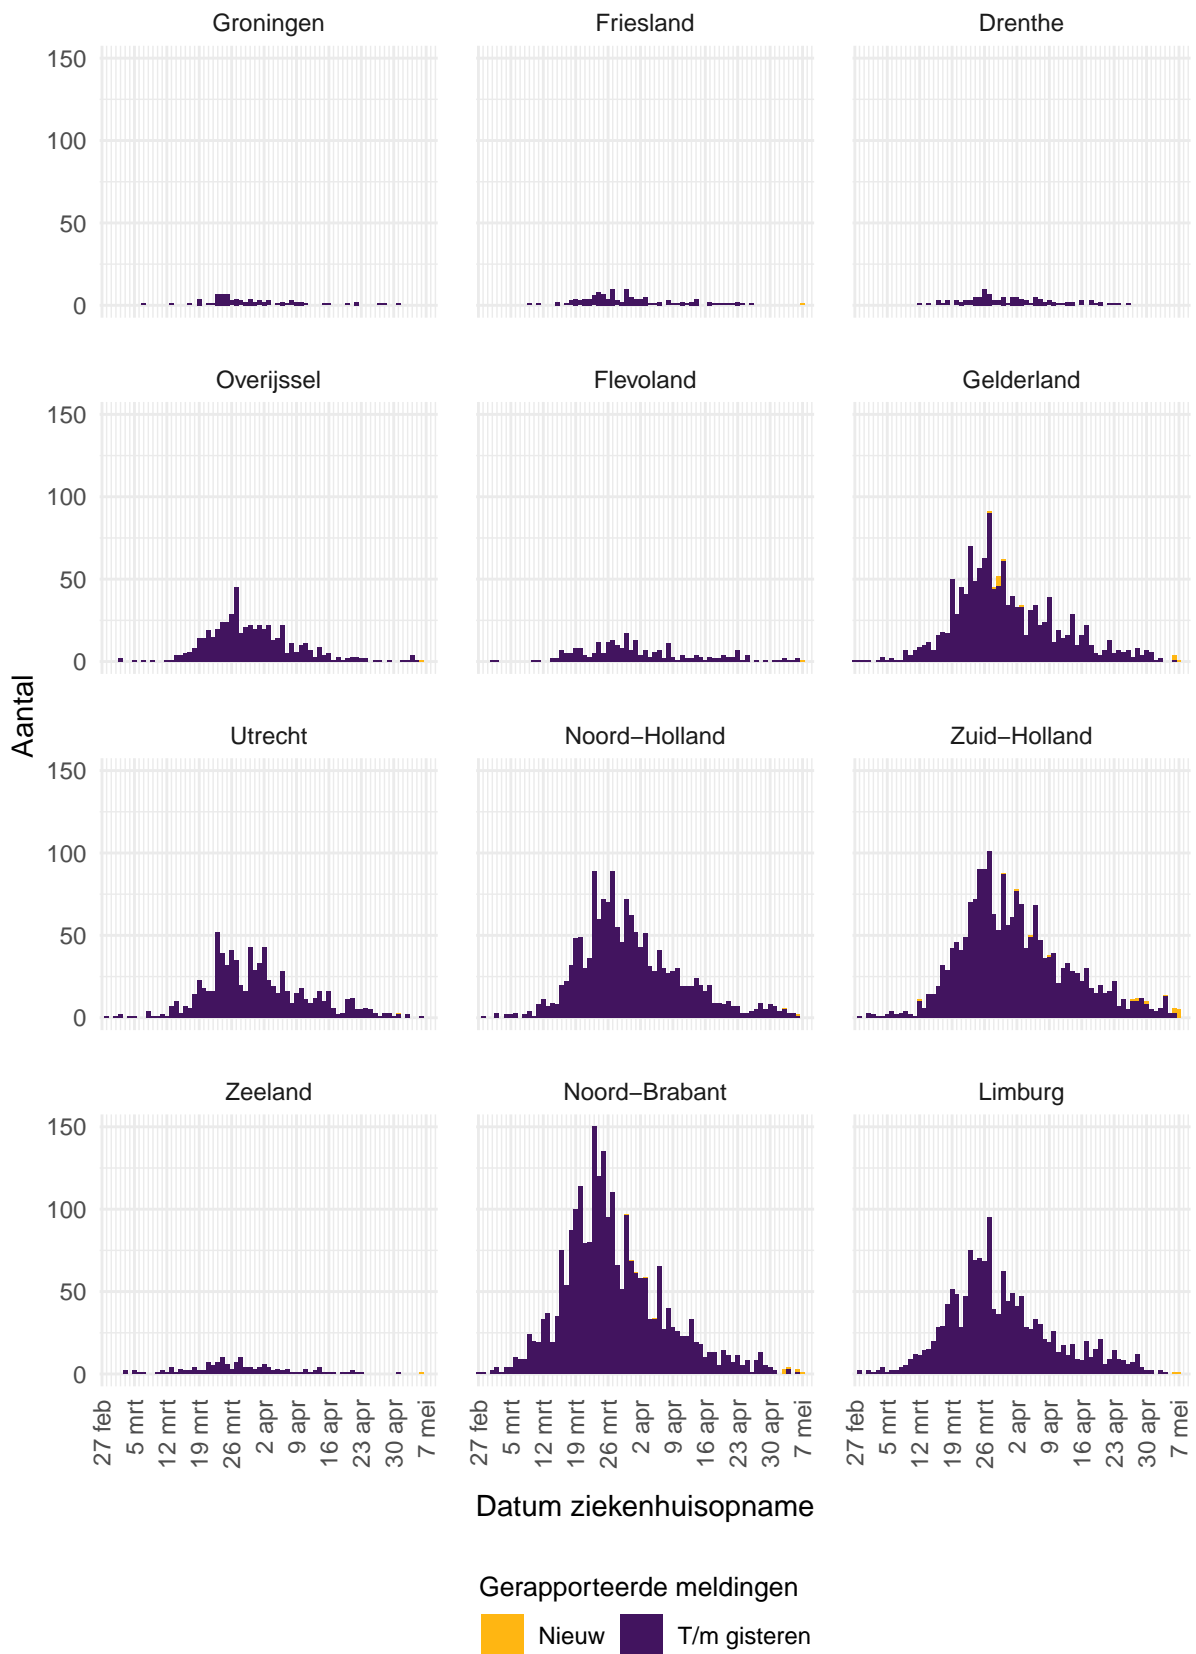 Groningen Friesland Drenthe
150
100
50
0
Overijssel Flevoland Gelderland
150
100
50
0
Aantal
Utrecht Noord−Holland Zuid−Holland
150
100
50
0
Zeeland Noord−Brabant Limburg
150
100
50
0
27 feb 5 mrt 12 mrt 19 mrt 26 mrt 2 apr 9 apr 16 apr 23 apr 30 apr 7 mei 27 feb 5 mrt 12 mrt 19 mrt 26 mrt 2 apr 9 apr 16 apr 23 apr 30 apr 7 mei 27 feb 5 mrt 12 mrt 19 mrt 26 mrt 2 apr 9 apr 16 apr 23 apr 30 apr 7 mei
Datum ziekenhuisopname
Gerapporteerde meldingen
Nieuw T/m gisteren